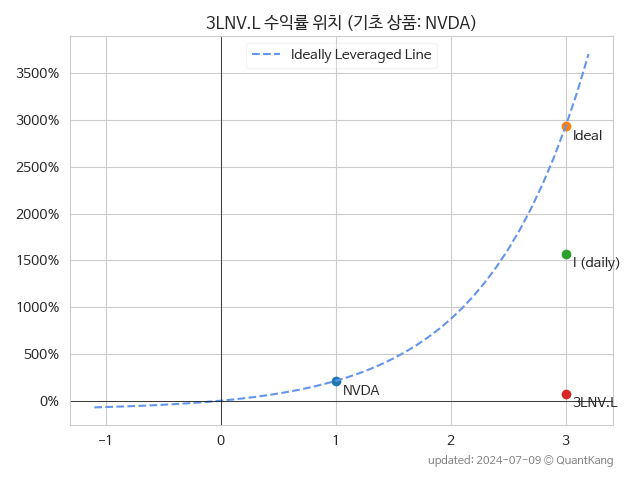 3LNV.L 수익률 위치 (기초 상품: NVDA)
Ideally Leveraged Line
3500%
3000%
2500%
2000%
1500%
1000%
500%
0%
Ideal
I (daily)
NVDA
3LNV.L
−1 0 1 2 3
updated: 2024-07-09 © QuantKang